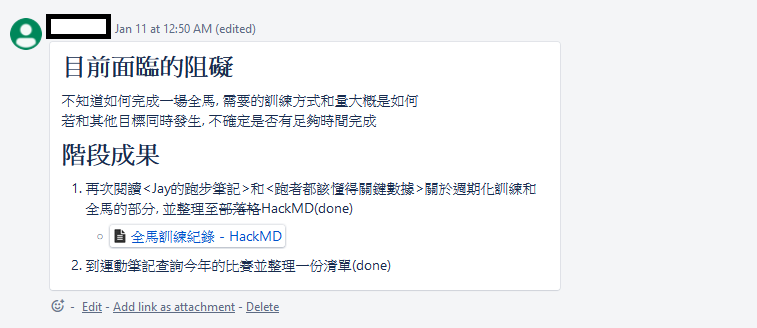 Jan 11 at 12:50 AM (edited)
目前面臨的阻礙
不知道如何完成一場全馬, 需要的訓練方式和量大概是如何
若和其他目標同時發生, 不確定是否有足夠時間完成
階段成果
1. 再次閱讀<Jay的跑步筆記>和<跑者都該懂得關鍵數據>關於週期化訓練和
全馬的部分, 並整理至部落格HackMD(done)
全馬訓練紀錄 - HackMD
2. 到運動筆記查詢今年的比賽並整理一份清單(done)
- Edit - Add link as attachment - Delete